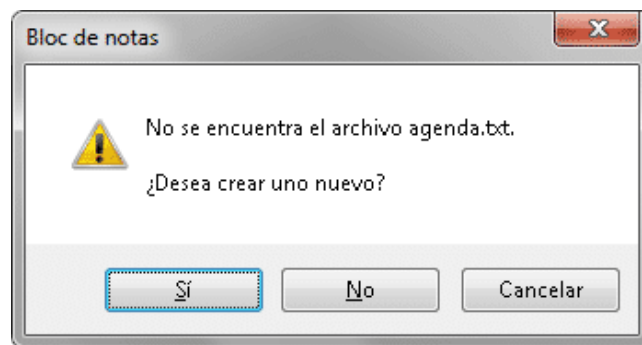 Bloc de notas
No se encuentra el archivo agenda.txt.
¿Desea crear uno nuevo?
Sí No Cancelar